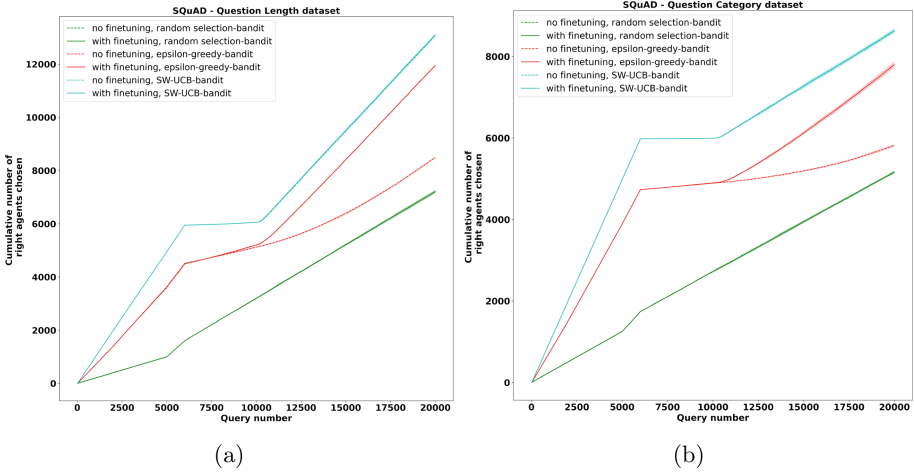 SQuAD - Question Length dataset
no finetuning, random selection-bandit
with finetuning, random selection-bandit
no finetuning, epsilon-greedy-bandit
with finetuning, epsilon-greedy-bandit
no finetuning, SW-UCB-bandit
with finetuning, SW-UCB-bandit
12000
10000
8000
6000
4000
2000
0
Cumulative number of
right agents chosen
0 2500 5000 7500 10000 12500 15000 17500 20000
Query number
(a)
SQuAD - Question Category dataset
no finetuning, random selection-bandit
with finetuning, random selection-bandit
no finetuning, epsilon-greedy-bandit
with finetuning, epsilon-greedy-bandit
no finetuning, SW-UCB-bandit
with finetuning, SW-UCB-bandit
8000
6000
4000
2000
0
Cumulative number of
right agents chosen
0 2500 5000 7500 10000 12500 15000 17500 20000
Query number
(b)